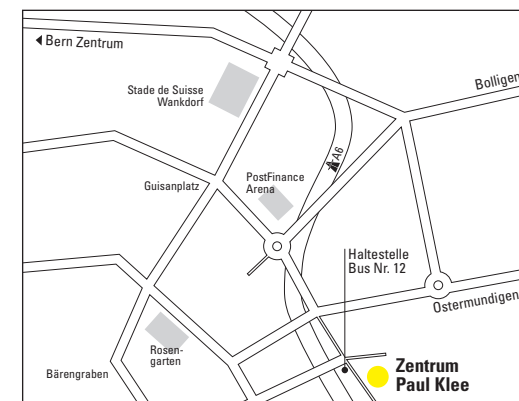 Bern Zentrum
Bolligen
Stade de Suisse
Wankdorf
A6
PostFinance
Arena
Guisanplatz
Haltestelle
Bus Nr. 12
Ostermundigen
Rosen-
garten
Bärengraben
Zentrum
Paul Klee